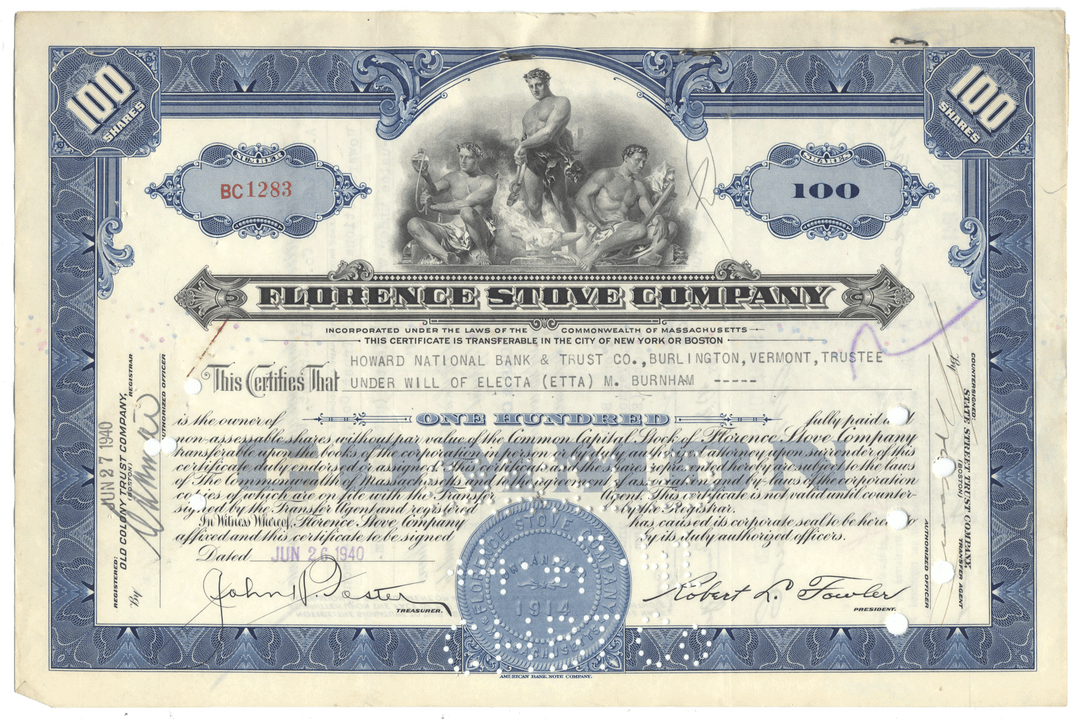 100
SHARES
100
SHARES
NUMBER
BC1283
SHARES
100
FLORENCE STOVE COMPANY
INCORPORATED UNDER THE LAWS OF THE COMMONWEALTH OF MASSACHUSETTS
THIS CERTIFICATE IS TRANSFERABLE IN THE CITY OF NEW YORK OR BOSTON
This Certifies That
HOWARD NATIONAL BANK & TRUST CO., BURLINGTON, VERMONT, TRUSTEE
UNDER WILL OF ELECTA (ETTA) M. BURNHAM -----
is the owner of ONE HUNDRED fully paid
non-assessable shares without par value of the Common Capital Stock of Florence Stove Company
transferable upon the books of the corporation in person or by duly authorized attorney upon surrender of this
certificate duly endorsed or assigned. This certificate and the shares represented hereby are subject to the laws
of The Commonwealth of Massachusetts and to the agreement of association and by-laws of the corporation
copies of which are on file with the Transfer Agent. This certificate is not valid until counter-
signed by the Transfer Agent and registered by the Registrar.
In Witness Whereof, Florence Stove Company has caused its corporate seal to be hereto
affixed and this certificate to be signed by its duly authorized officers.
COMMON
Dated JUN 26 1940
John P. Foster
TREASURER.
Robert L. Fowler
PRESIDENT.
FLORENCE STOVE COMPANY
1914
MASSACHUSETTS
AMERICAN BANK NOTE COMPANY.
JUN 27 1940
REGISTERED:
OLD COLONY TRUST COMPANY,
(BOSTON)
REGISTRAR
By
AUTHORIZED OFFICER
COUNTERSIGNED:
STATE STREET TRUST COMPANY,
(BOSTON)
TRANSFER AGENT
By
AUTHORIZED OFFICER